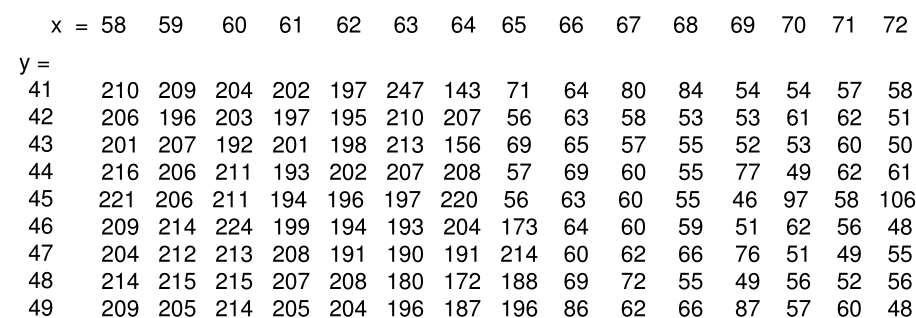 x = 58 59 60 61 62 63 64 65 66 67 68 69 70 71 72
y =
41 210 209 204 202 197 247 143 71 64 80 84 54 54 57 58
42 206 196 203 197 195 210 207 56 63 58 53 53 61 62 51
43 201 207 192 201 198 213 156 69 65 57 55 52 53 60 50
44 216 206 211 193 202 207 208 57 69 60 55 77 49 62 61
45 221 206 211 194 196 197 220 56 63 60 55 46 97 58 106
46 209 214 224 199 194 193 204 173 64 60 59 51 62 56 48
47 204 212 213 208 191 190 191 214 60 62 66 76 51 49 55
48 214 215 215 207 208 180 172 188 69 72 55 49 56 52 56
49 209 205 214 205 204 196 187 196 86 62 66 87 57 60 48